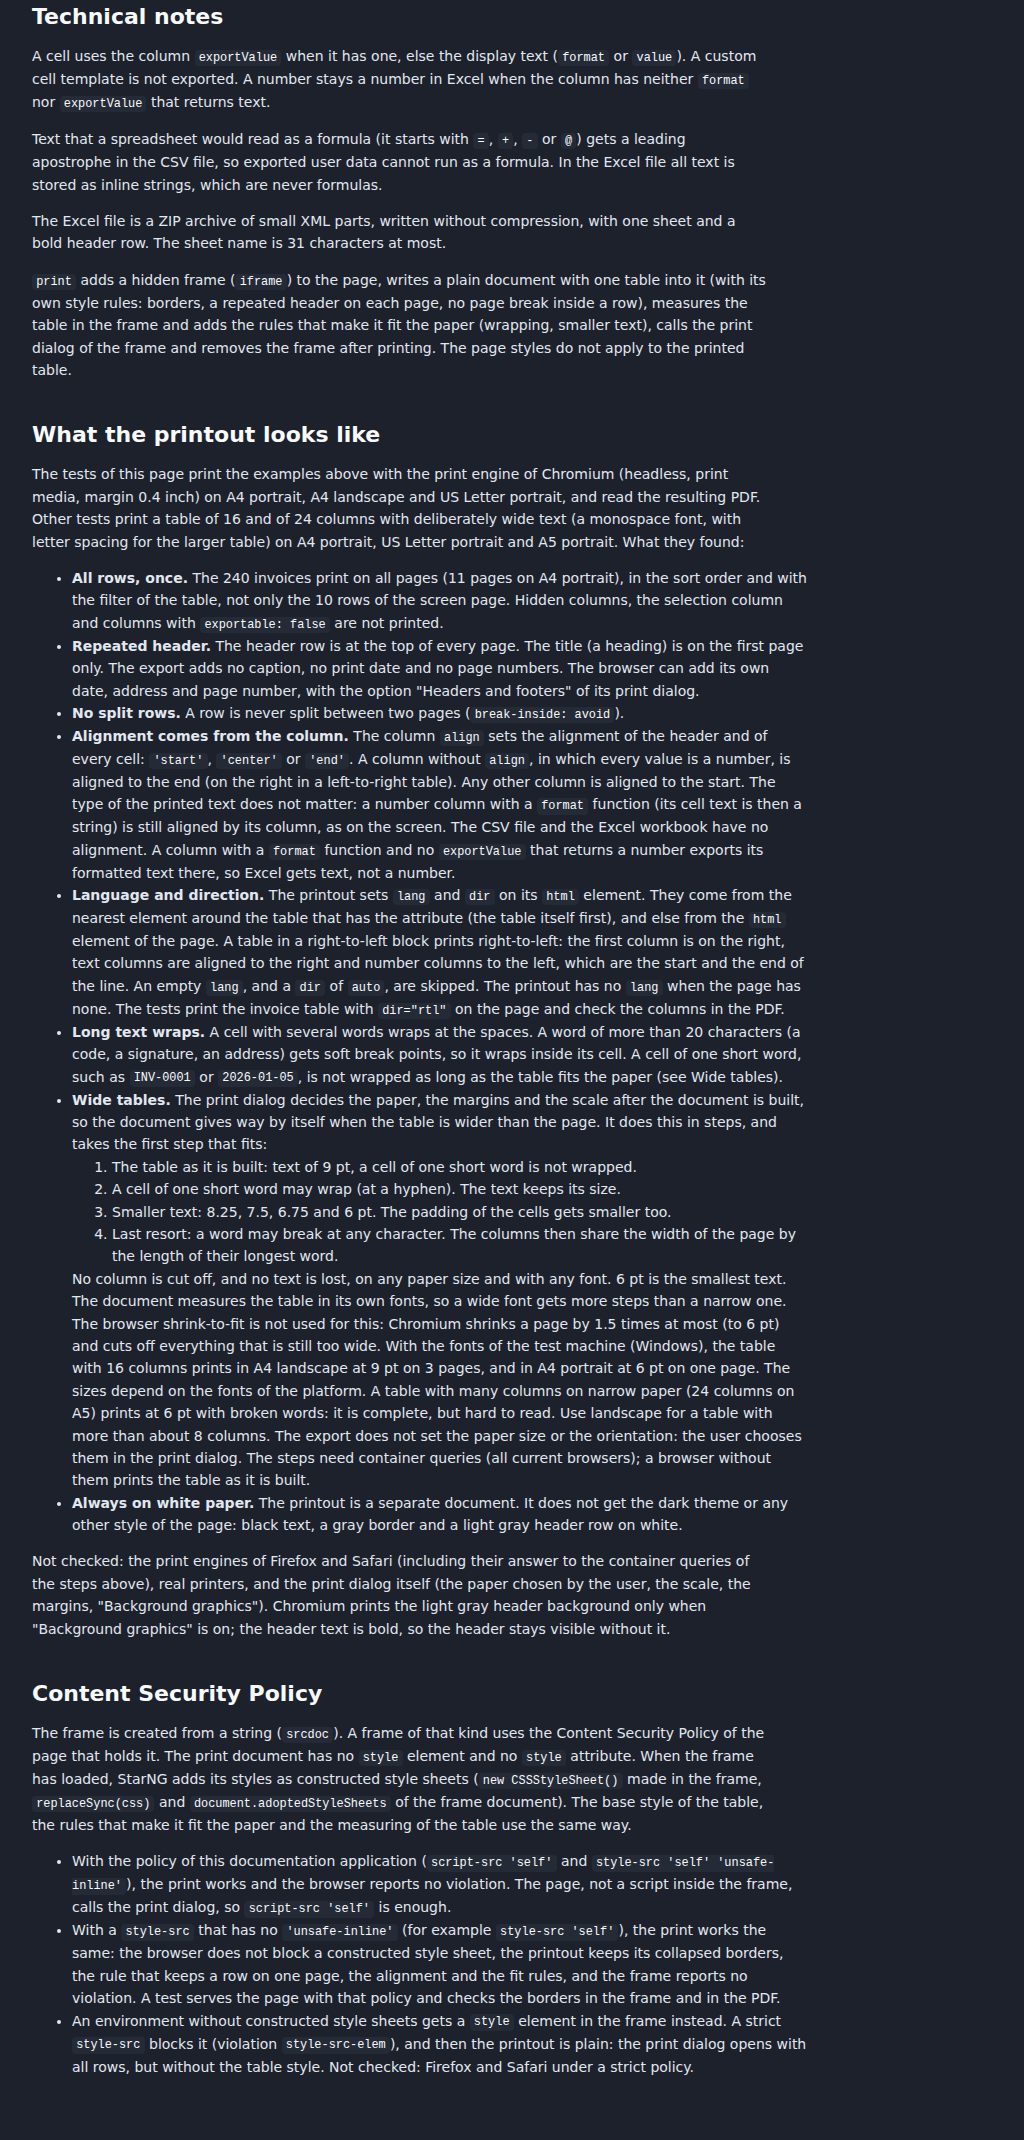 Technical notes
A cell uses the column exportValue when it has one, else the display text (format or value). A custom
cell template is not exported. A number stays a number in Excel when the column has neither format
nor exportValue that returns text.
Text that a spreadsheet would read as a formula (it starts with =, +, - or @) gets a leading
apostrophe in the CSV file, so exported user data cannot run as a formula. In the Excel file all text is
stored as inline strings, which are never formulas.
The Excel file is a ZIP archive of small XML parts, written without compression, with one sheet and a
bold header row. The sheet name is 31 characters at most.
print adds a hidden frame (iframe) to the page, writes a plain document with one table into it (with its
own style rules: borders, a repeated header on each page, no page break inside a row), measures the
table in the frame and adds the rules that make it fit the paper (wrapping, smaller text), calls the print
dialog of the frame and removes the frame after printing. The page styles do not apply to the printed
table.
What the printout looks like
The tests of this page print the examples above with the print engine of Chromium (headless, print
media, margin 0.4 inch) on A4 portrait, A4 landscape and US Letter portrait, and read the resulting PDF.
Other tests print a table of 16 and of 24 columns with deliberately wide text (a monospace font, with
letter spacing for the larger table) on A4 portrait, US Letter portrait and A5 portrait. What they found:
• All rows, once. The 240 invoices print on all pages (11 pages on A4 portrait), in the sort order and with
the filter of the table, not only the 10 rows of the screen page. Hidden columns, the selection column
and columns with exportable: false are not printed.
• Repeated header. The header row is at the top of every page. The title (a heading) is on the first page
only. The export adds no caption, no print date and no page numbers. The browser can add its own
date, address and page number, with the option "Headers and footers" of its print dialog.
• No split rows. A row is never split between two pages (break-inside: avoid).
• Alignment comes from the column. The column align sets the alignment of the header and of
every cell: 'start', 'center' or 'end'. A column without align, in which every value is a number, is
aligned to the end (on the right in a left-to-right table). Any other column is aligned to the start. The
type of the printed text does not matter: a number column with a format function (its cell text is then a
string) is still aligned by its column, as on the screen. The CSV file and the Excel workbook have no
alignment. A column with a format function and no exportValue that returns a number exports its
formatted text there, so Excel gets text, not a number.
• Language and direction. The printout sets lang and dir on its html element. They come from the
nearest element around the table that has the attribute (the table itself first), and else from the html
element of the page. A table in a right-to-left block prints right-to-left: the first column is on the right,
text columns are aligned to the right and number columns to the left, which are the start and the end of
the line. An empty lang, and a dir of auto, are skipped. The printout has no lang when the page has
none. The tests print the invoice table with dir="rtl" on the page and check the columns in the PDF.
• Long text wraps. A cell with several words wraps at the spaces. A word of more than 20 characters (a
code, a signature, an address) gets soft break points, so it wraps inside its cell. A cell of one short word,
such as INV-0001 or 2026-01-05, is not wrapped as long as the table fits the paper (see Wide tables).
• Wide tables. The print dialog decides the paper, the margins and the scale after the document is built,
so the document gives way by itself when the table is wider than the page. It does this in steps, and
takes the first step that fits:
1. The table as it is built: text of 9 pt, a cell of one short word is not wrapped.
2. A cell of one short word may wrap (at a hyphen). The text keeps its size.
3. Smaller text: 8.25, 7.5, 6.75 and 6 pt. The padding of the cells gets smaller too.
4. Last resort: a word may break at any character. The columns then share the width of the page by
the length of their longest word.
No column is cut off, and no text is lost, on any paper size and with any font. 6 pt is the smallest text.
The document measures the table in its own fonts, so a wide font gets more steps than a narrow one.
The browser shrink-to-fit is not used for this: Chromium shrinks a page by 1.5 times at most (to 6 pt)
and cuts off everything that is still too wide. With the fonts of the test machine (Windows), the table
with 16 columns prints in A4 landscape at 9 pt on 3 pages, and in A4 portrait at 6 pt on one page. The
sizes depend on the fonts of the platform. A table with many columns on narrow paper (24 columns on
A5) prints at 6 pt with broken words: it is complete, but hard to read. Use landscape for a table with
more than about 8 columns. The export does not set the paper size or the orientation: the user chooses
them in the print dialog. The steps need container queries (all current browsers); a browser without
them prints the table as it is built.
• Always on white paper. The printout is a separate document. It does not get the dark theme or any
other style of the page: black text, a gray border and a light gray header row on white.
Not checked: the print engines of Firefox and Safari (including their answer to the container queries of
the steps above), real printers, and the print dialog itself (the paper chosen by the user, the scale, the
margins, "Background graphics"). Chromium prints the light gray header background only when
"Background graphics" is on; the header text is bold, so the header stays visible without it.
Content Security Policy
The frame is created from a string (srcdoc). A frame of that kind uses the Content Security Policy of the
page that holds it. The print document has no style element and no style attribute. When the frame
has loaded, StarNG adds its styles as constructed style sheets (new CSSStyleSheet() made in the frame,
replaceSync(css) and document.adoptedStyleSheets of the frame document). The base style of the table,
the rules that make it fit the paper and the measuring of the table use the same way.
• With the policy of this documentation application (script-src 'self' and style-src 'self' 'unsafe-
inline'), the print works and the browser reports no violation. The page, not a script inside the frame,
calls the print dialog, so script-src 'self' is enough.
• With a style-src that has no 'unsafe-inline' (for example style-src 'self'), the print works the
same: the browser does not block a constructed style sheet, the printout keeps its collapsed borders,
the rule that keeps a row on one page, the alignment and the fit rules, and the frame reports no
violation. A test serves the page with that policy and checks the borders in the frame and in the PDF.
• An environment without constructed style sheets gets a style element in the frame instead. A strict
style-src blocks it (violation style-src-elem), and then the printout is plain: the print dialog opens with
all rows, but without the table style. Not checked: Firefox and Safari under a strict policy.